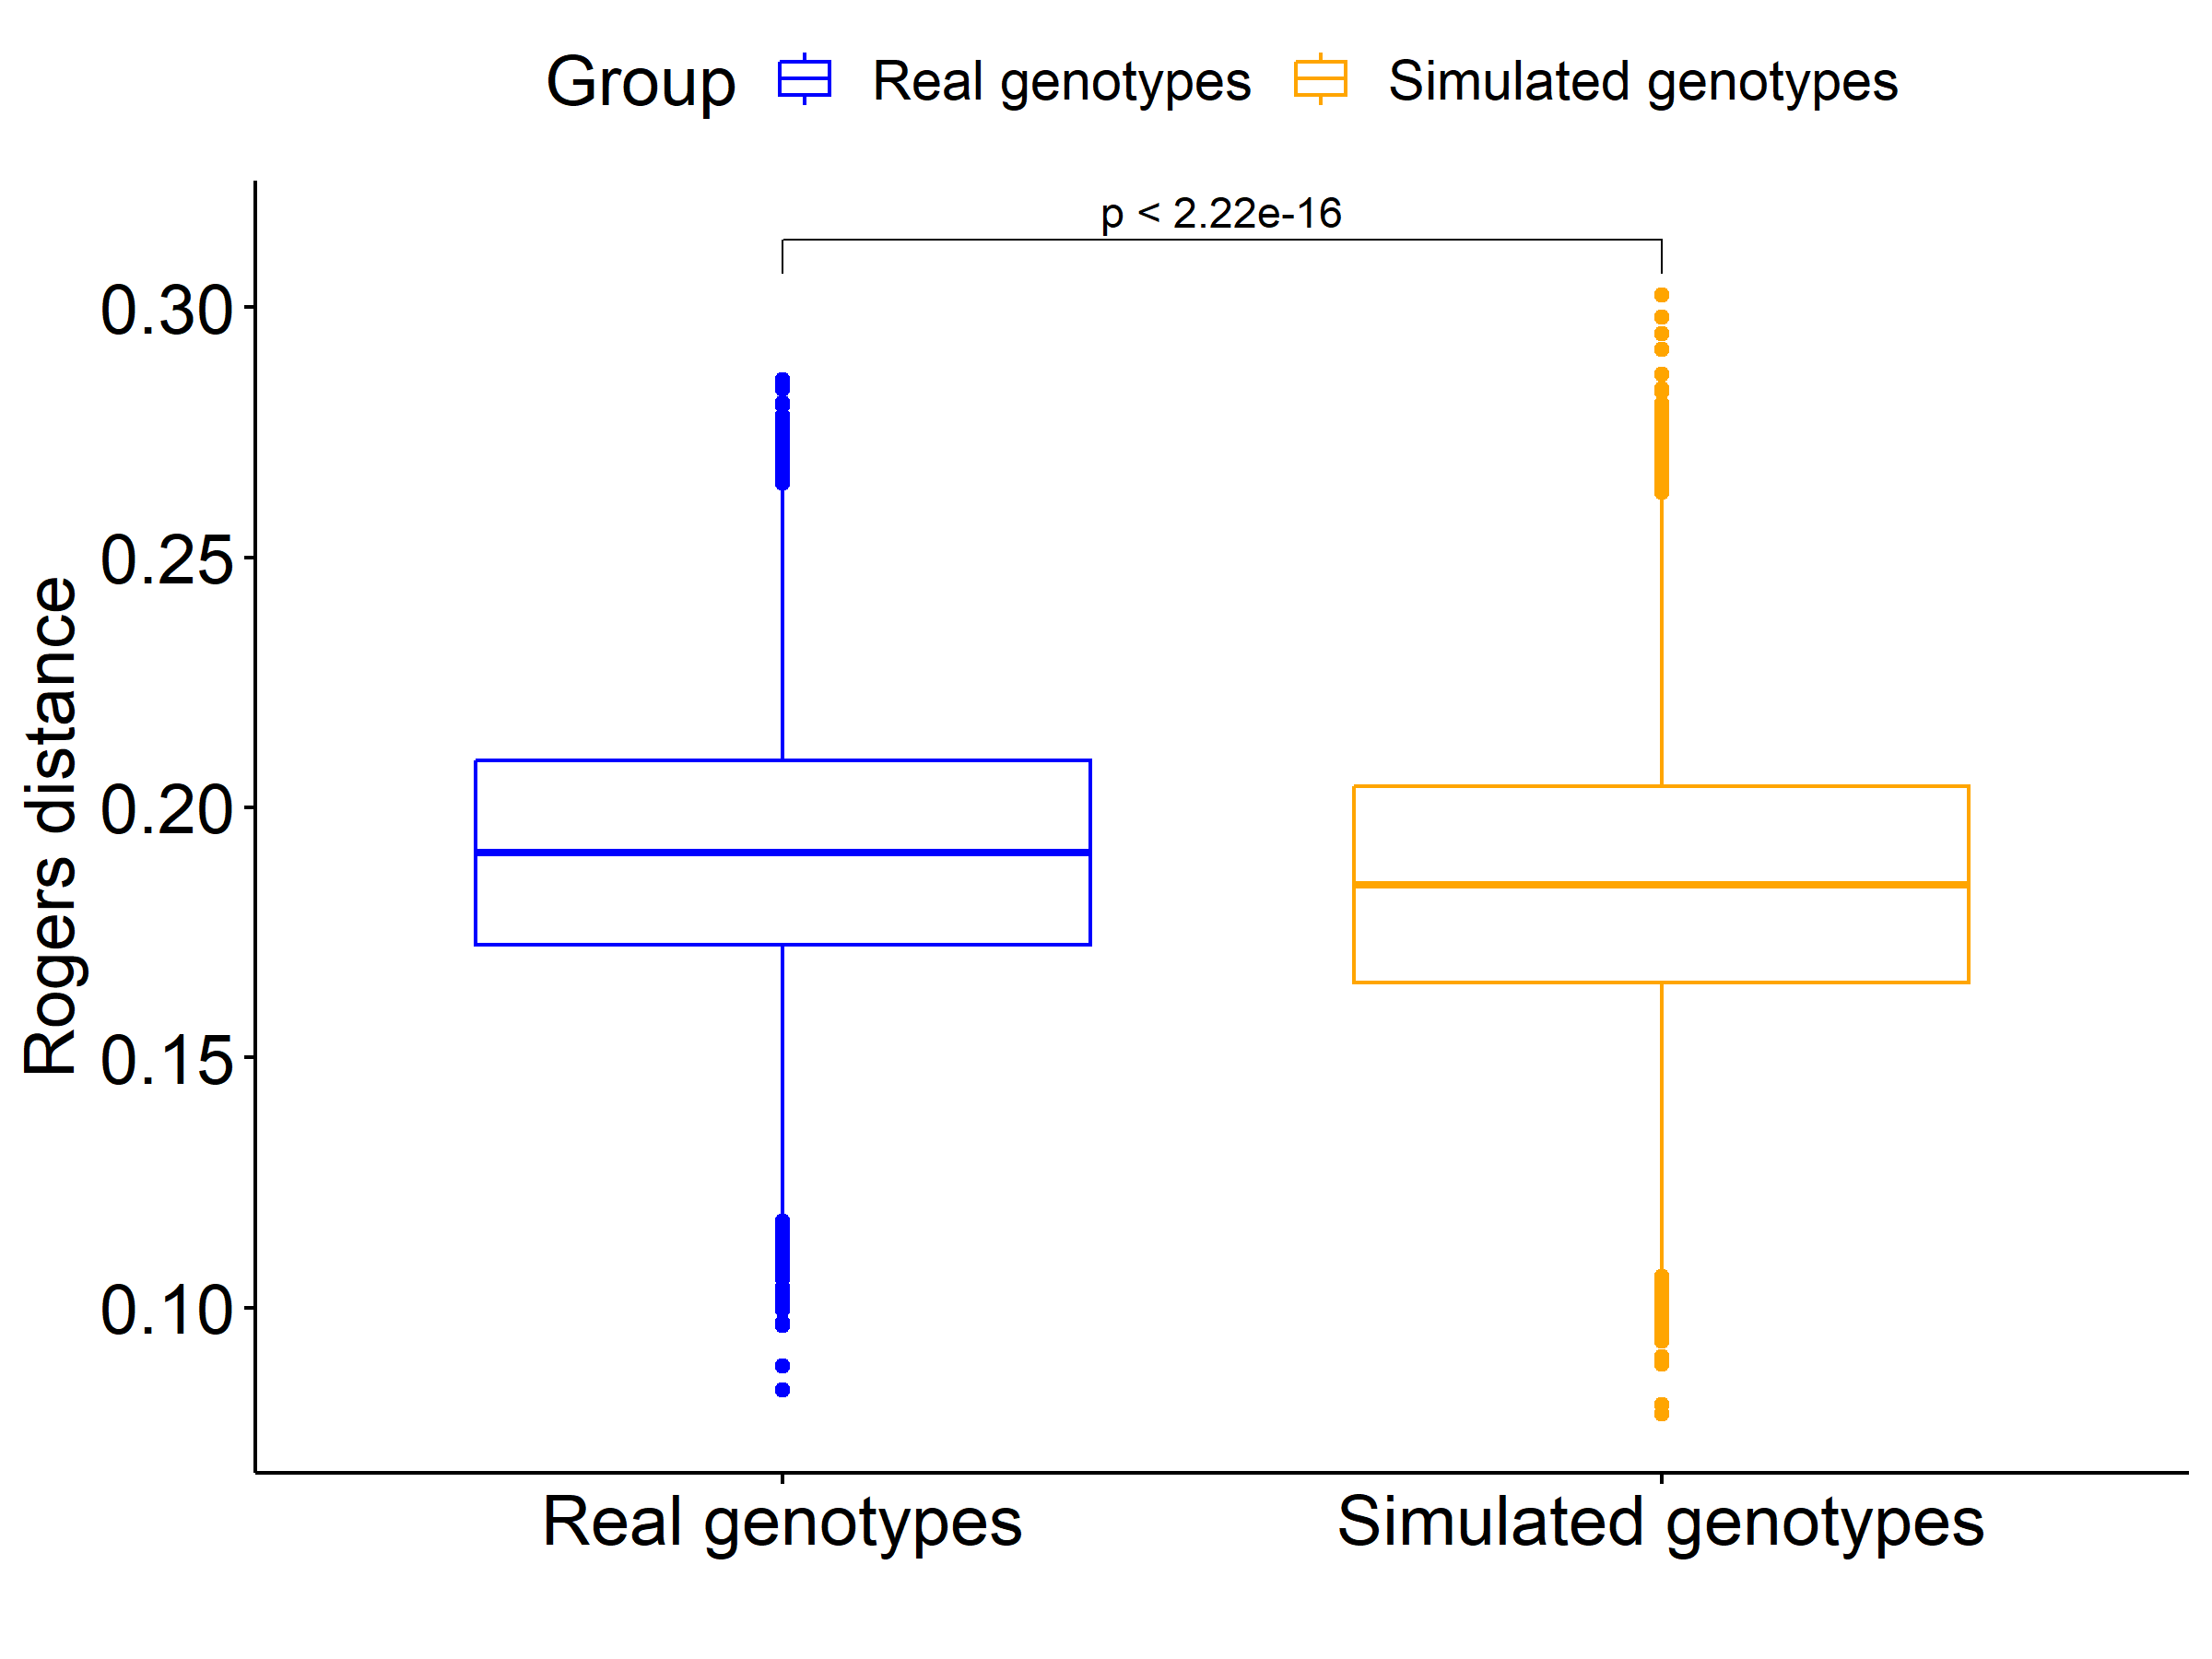 Group Real genotypes Simulated genotypes
p < 2.22e-16
0.30
0.25
0.20
0.15
0.10
Rogers distance
Real genotypes Simulated genotypes